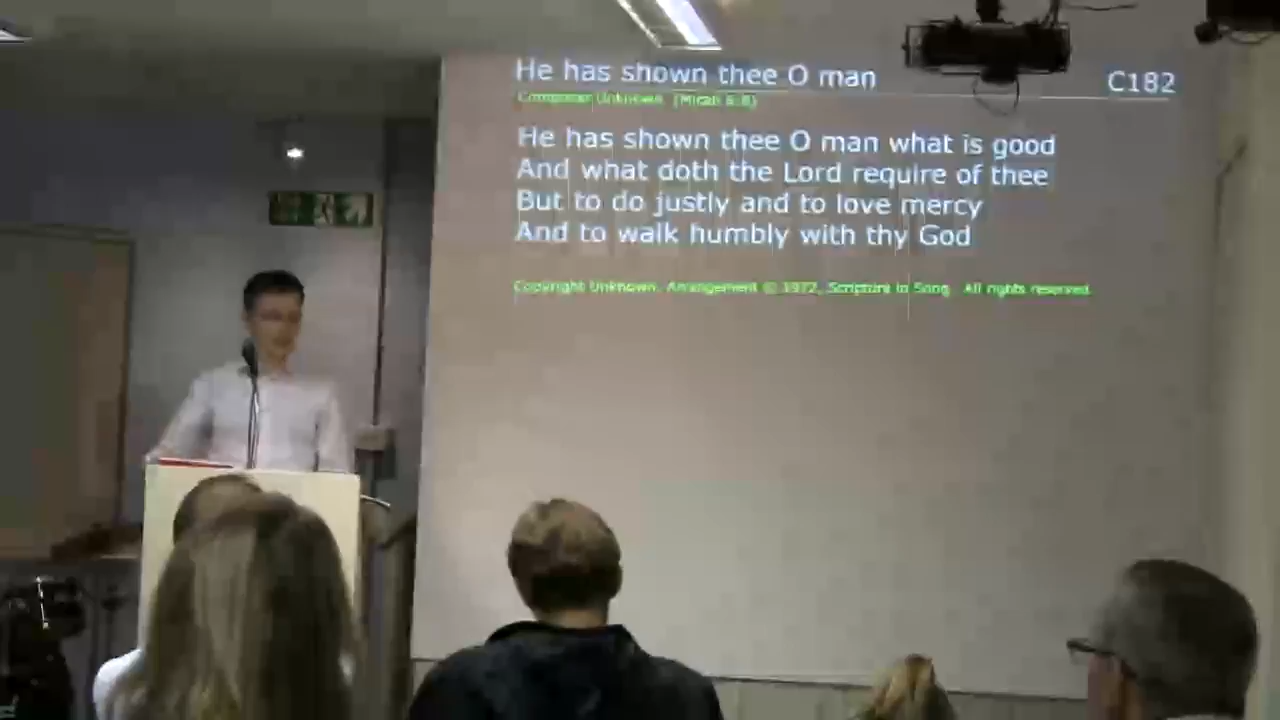 He has shown thee O man
C182
Composer Unknown (Micah 6:8)
He has shown thee O man what is good
And what doth the Lord require of thee
But to do justly and to love mercy
And to walk humbly with thy God
Copyright Unknown. Arrangement © 1972, Scripture in Song. All rights reserved.